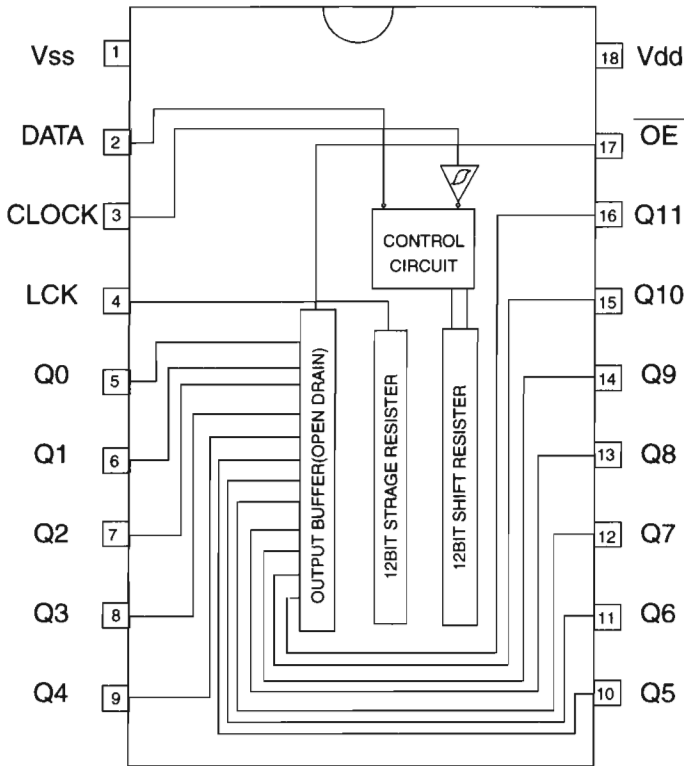 Vss 1
18 Vdd
DATA 2
17 OE
CLOCK 3
16 Q11
CONTROL
CIRCUIT
LCK 4
15 Q10
Q0 5
14 Q9
Q1 6
13 Q8
Q2 7
12 Q7
Q3 8
11 Q6
Q4 9
10 Q5
OUTPUT BUFFER(OPEN DRAIN)
12BIT STRAGE RESISTER
12BIT SHIFT RESISTER